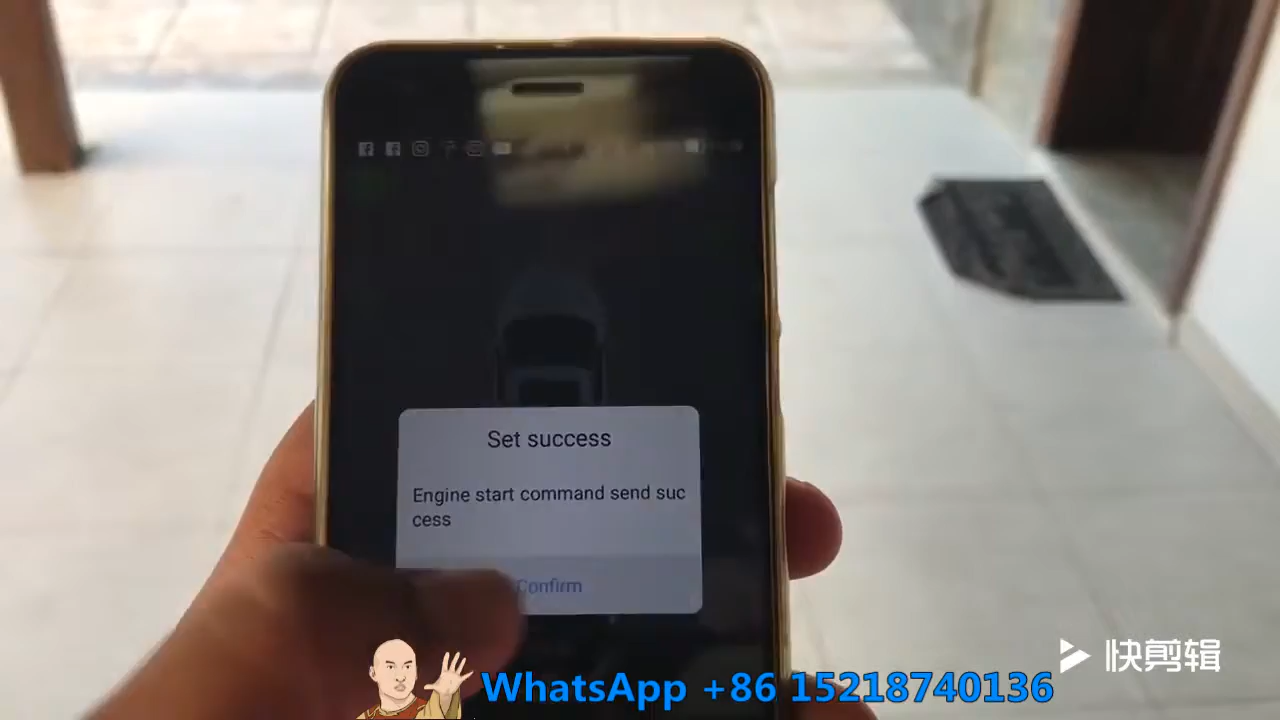 Set success
Engine start command send suc
cess
Confirm
快剪辑
WhatsApp +86 15218740136